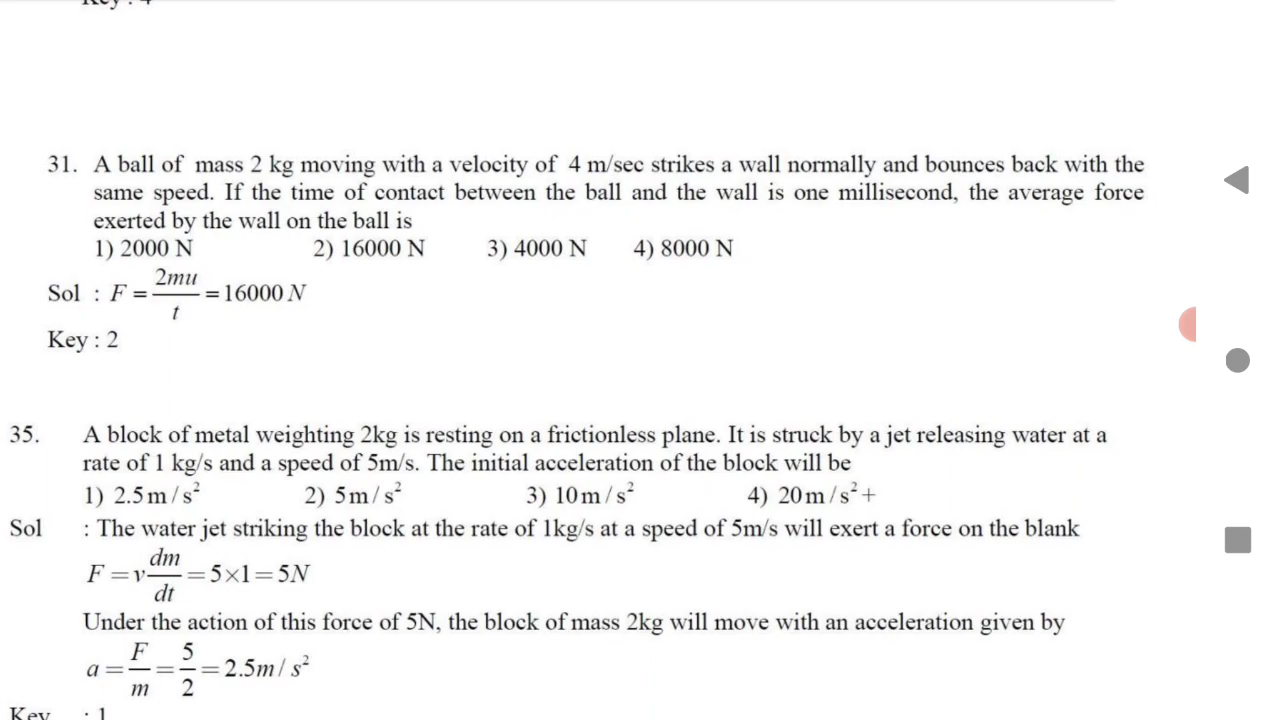 Key : 4
31. A ball of mass 2 kg moving with a velocity of 4 m/sec strikes a wall normally and bounces back with the
same speed. If the time of contact between the ball and the wall is one millisecond, the average force
exerted by the wall on the ball is
1) 2000 N 2) 16000 N 3) 4000 N 4) 8000 N
Sol : F = 2mu/t = 16000 N
Key : 2
35. A block of metal weighting 2kg is resting on a frictionless plane. It is struck by a jet releasing water at a
rate of 1 kg/s and a speed of 5m/s. The initial acceleration of the block will be
1) 2.5 m/s² 2) 5 m/s² 3) 10 m/s² 4) 20 m/s² +
Sol : The water jet striking the block at the rate of 1kg/s at a speed of 5m/s will exert a force on the blank
F = v dm/dt = 5×1 = 5N
Under the action of this force of 5N, the block of mass 2kg will move with an acceleration given by
a = F/m = 5/2 = 2.5m/s²
Key : 1